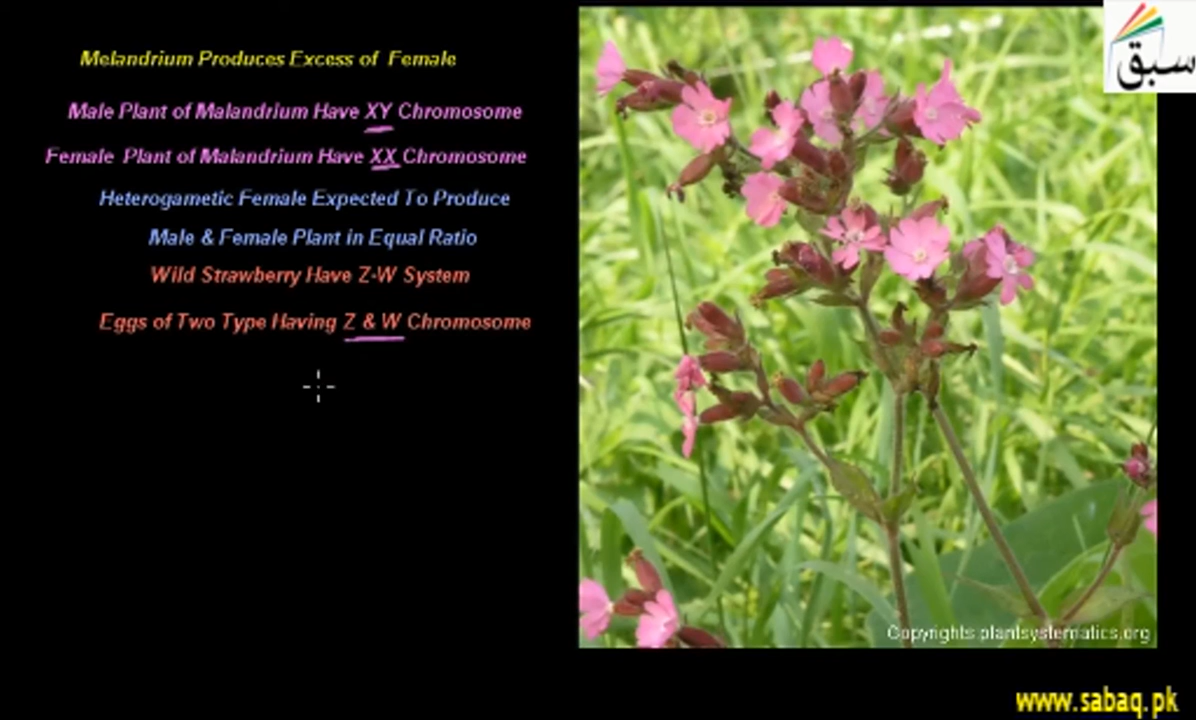 Melandrium Produces Excess of Female
Male Plant of Malandrium Have XY Chromosome
Female Plant of Malandrium Have XX Chromosome
Heterogametic Female Expected To Produce
Male & Female Plant in Equal Ratio
Wild Strawberry Have Z-W System
Eggs of Two Type Having Z & W Chromosome
سبق
Copyrights plantsystematics.org
www.sabaq.pk